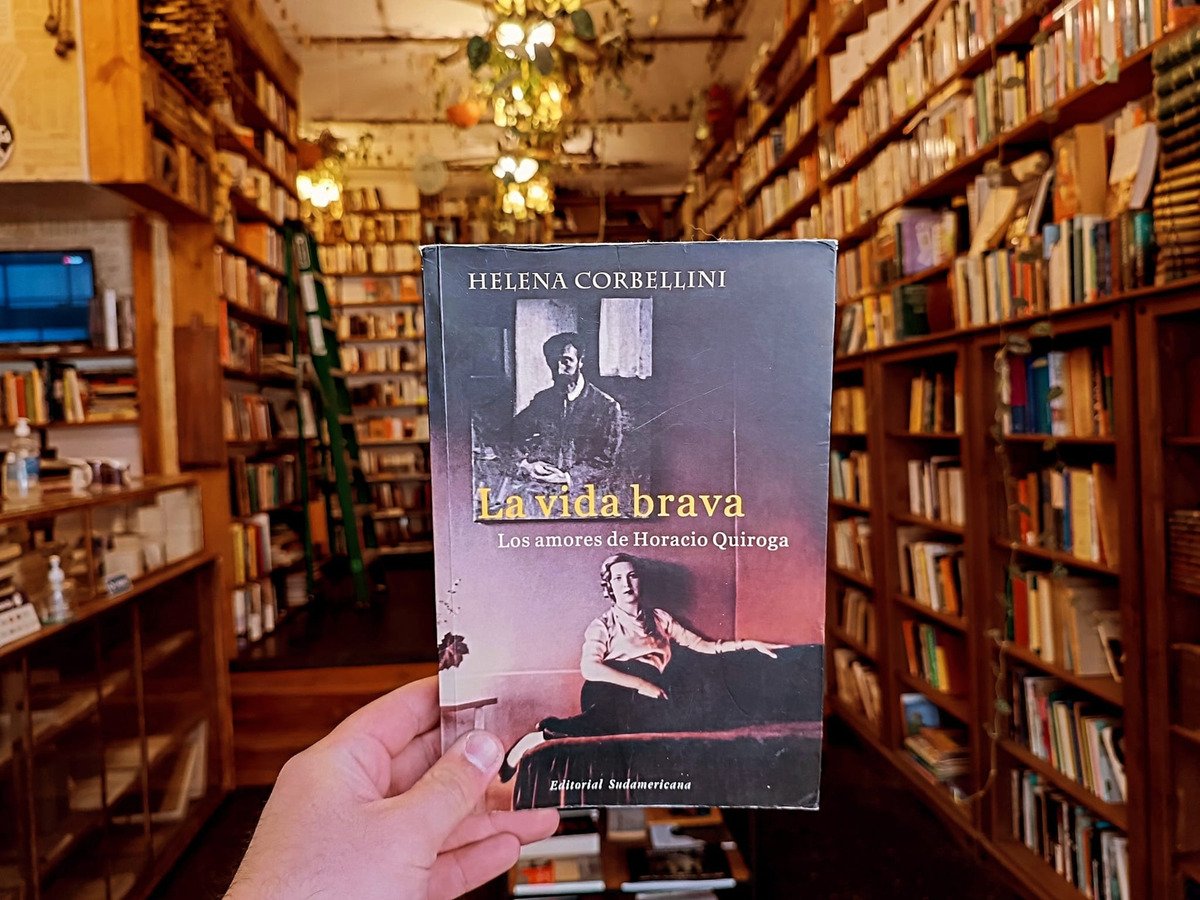 HELENA CORBELLINI
La vida brava
Los amores de Horacio Quiroga
Editorial Sudamericana